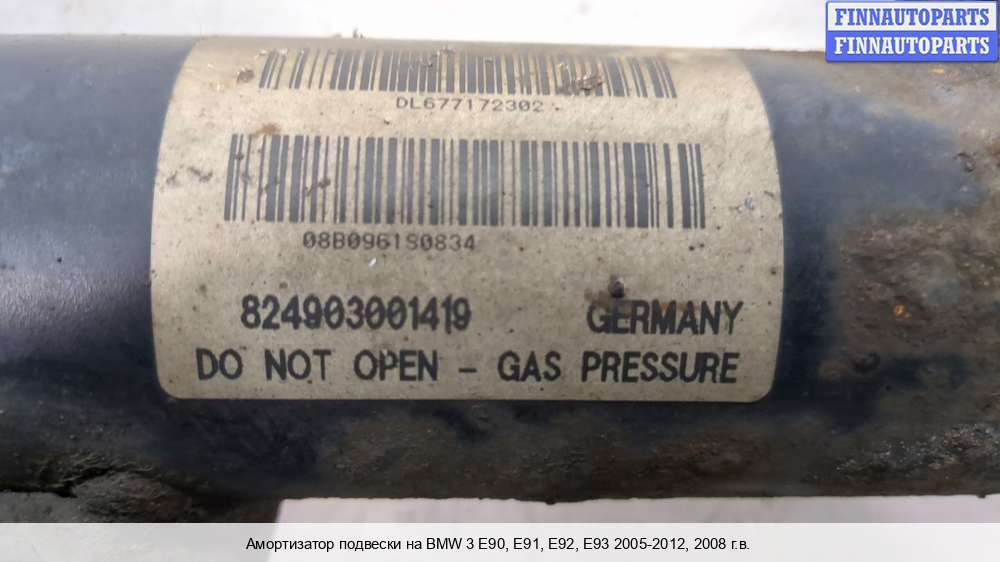 FINNAUTOPARTS
FINNAUTOPARTS
DL677172302
08B0961S0834
824903001419 GERMANY
DO NOT OPEN - GAS PRESSURE
Амортизатор подвески на BMW 3 E90, E91, E92, E93 2005-2012, 2008 г.в.